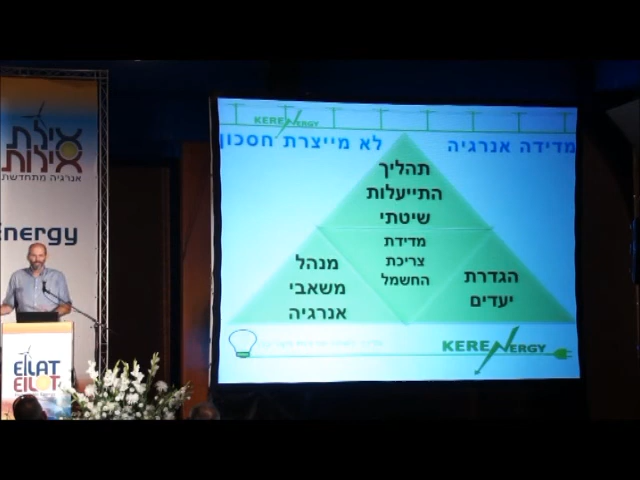 אילת
אילות
אנרגיה מתחדשת
Energy
EILAT
EILOT
KERENERGY
מדידה אנרגיה לא מייצרת חסכון
תהליך
התייעלות
שיטתי
מדידת
צריכת
החשמל
מנהל
משאבי
אנרגיה
הגדרת
יעדים
KERENERGY